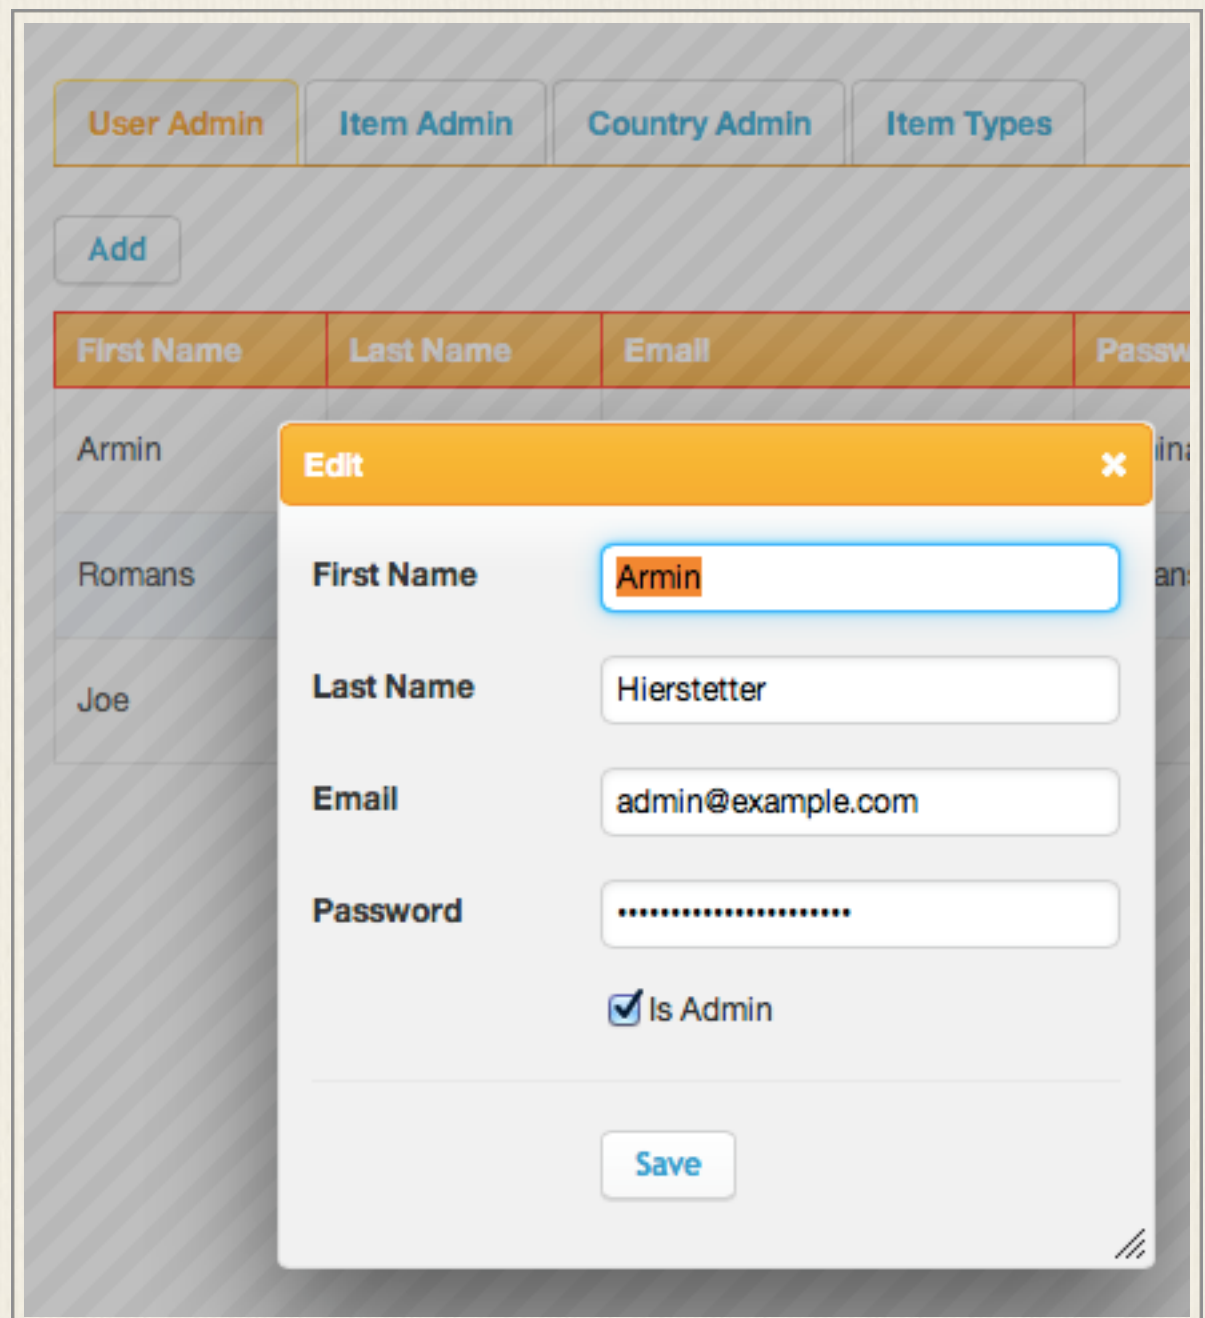 User Admin Item Admin Country Admin Item Types
Add
First Name Last Name Email
Armin
Edit
Romans
First Name Armin
Last Name Hierstetter
Joe
Email admin@example.com
Password ••••••••••••••••••••••
Is Admin
Save